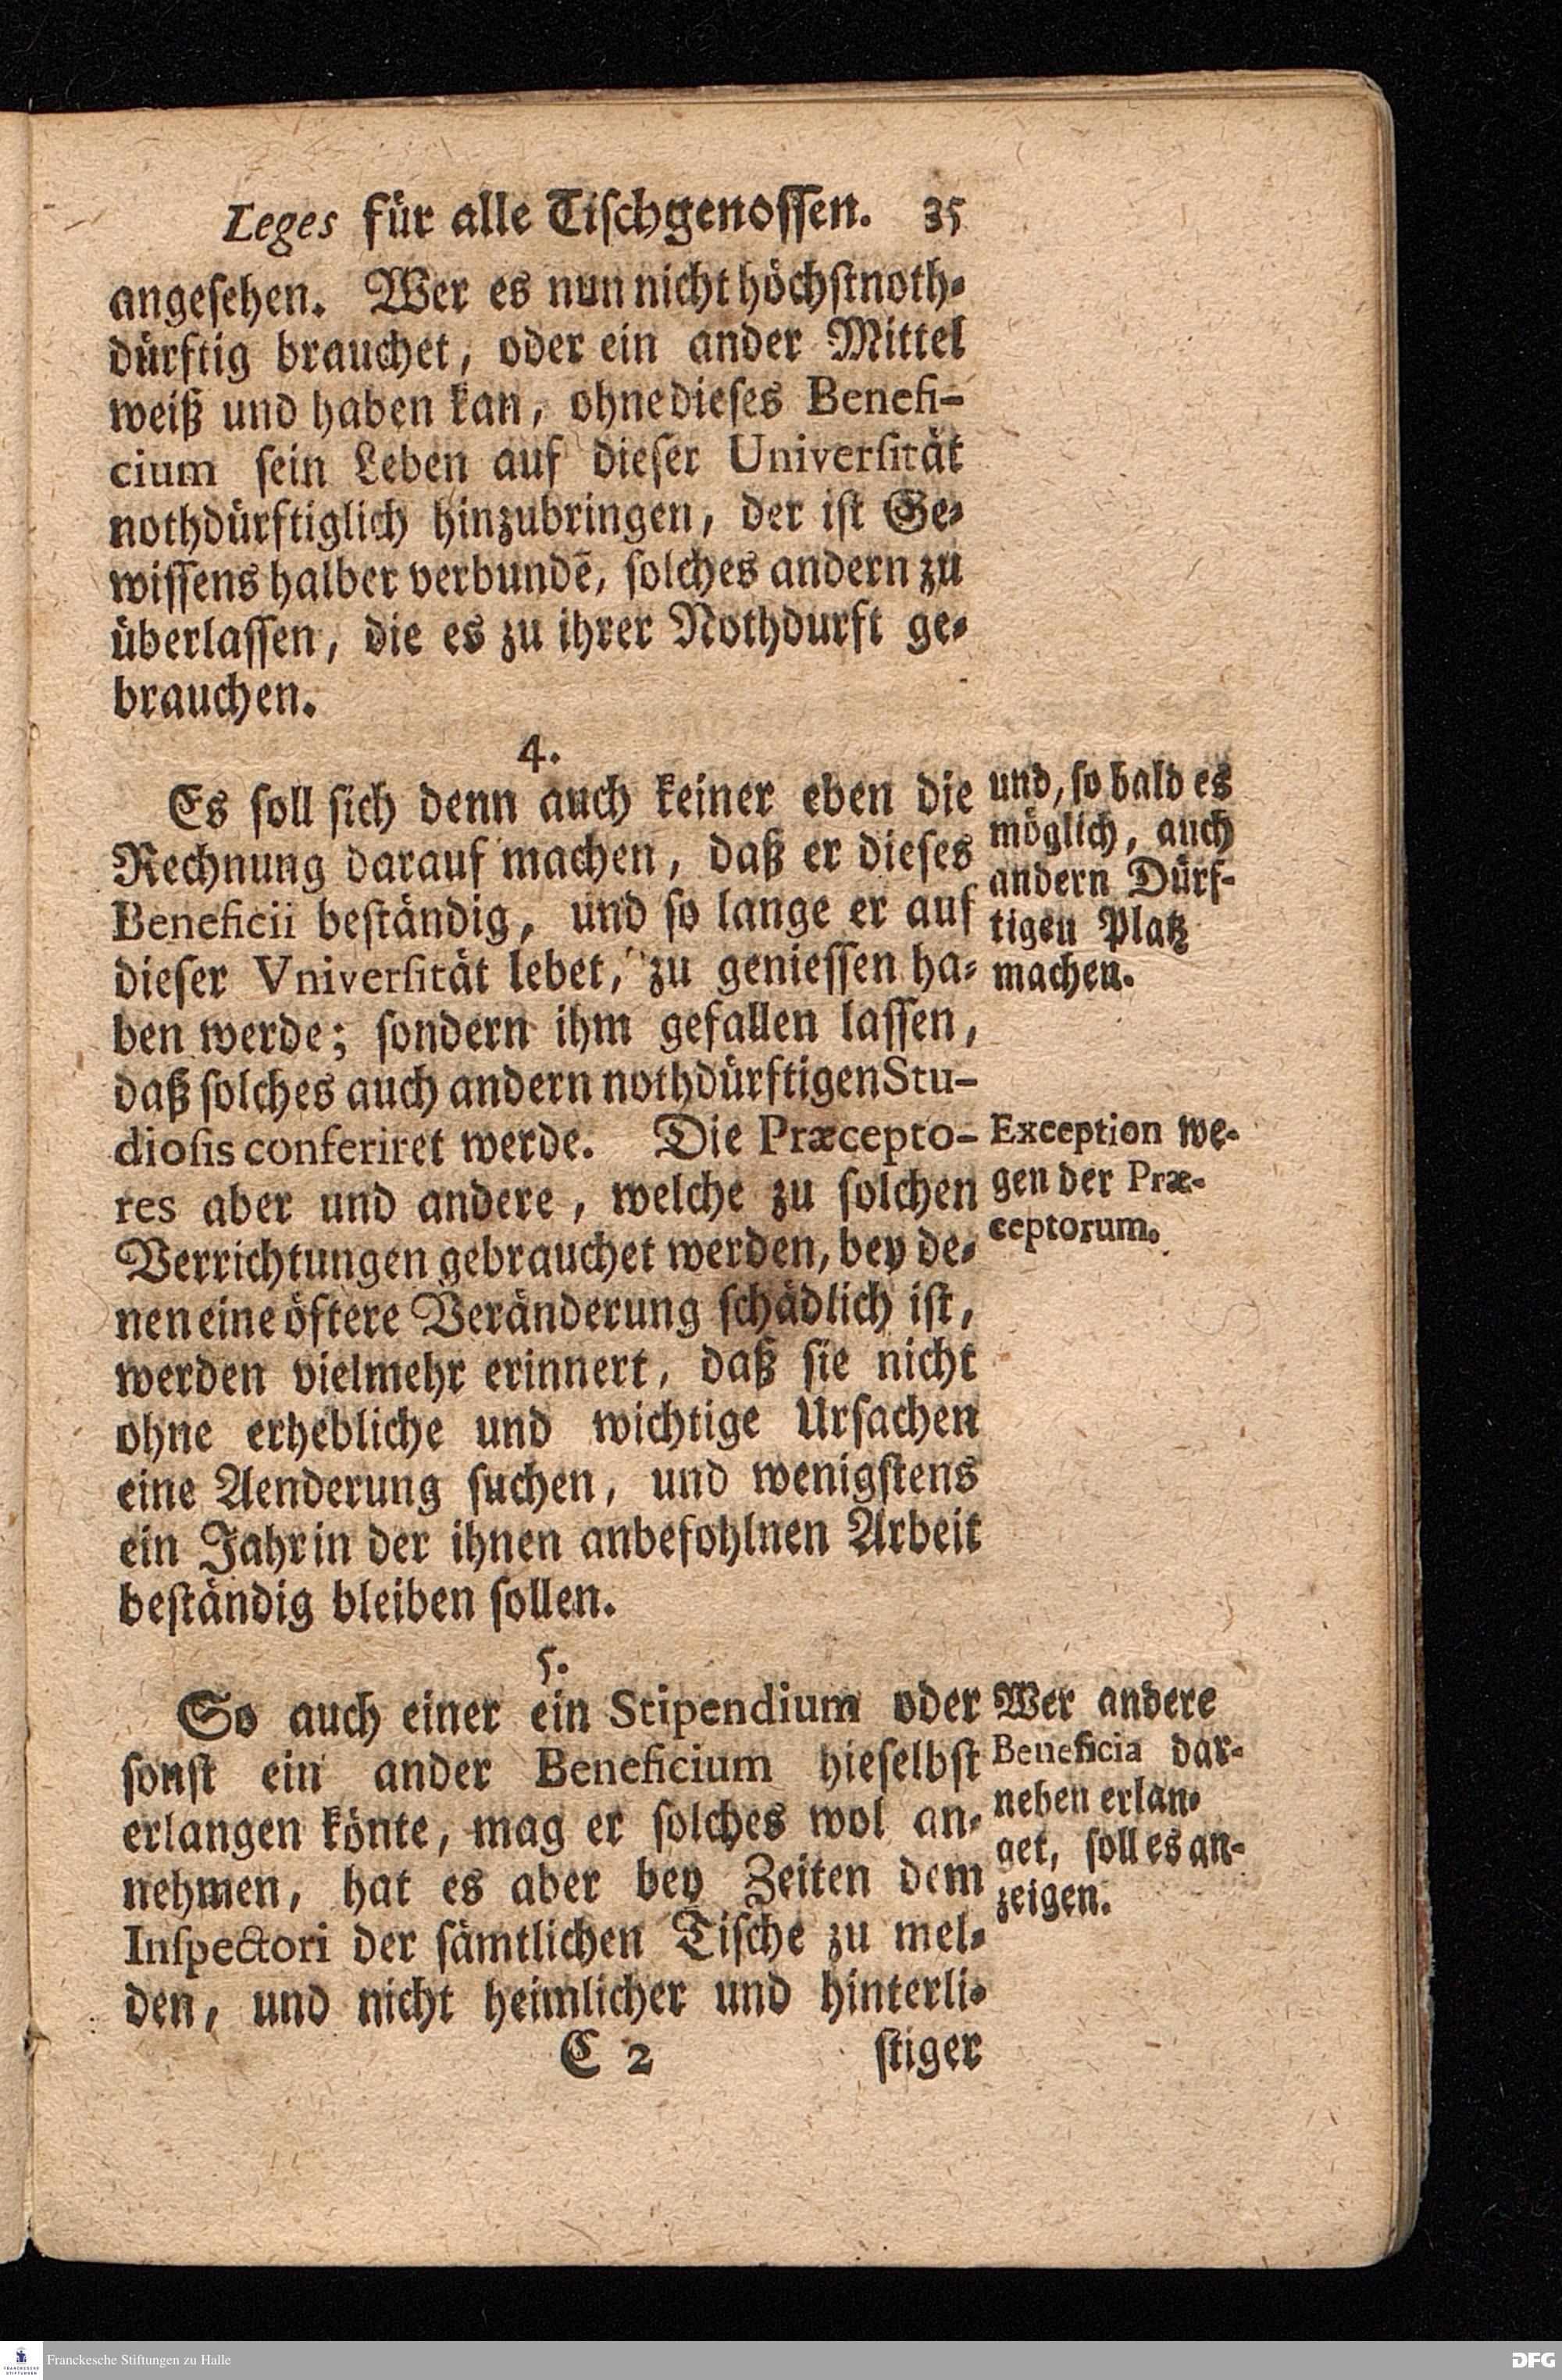 Leges für alle Tischgenossen. 35
angesehen. Wer es nun nicht höchstnoth-
dürftig brauchet, oder ein ander Mittel
weiß und haben kan, ohne dieses Benefi-
cium sein Leben auf dieser Universität
nothdürftiglich hinzubringen, der ist Ge-
wissens halber verbundē, solches andern zu
überlassen, die es zu ihrer Nothdurft ge-
brauchen.
4.
Es soll sich denn auch keiner eben die
Rechnung darauf machen, daß er dieses
Beneficii beständig, und so lange er auf
dieser Vniversität lebet, zu geniessen ha-
ben werde; sondern ihm gefallen lassen,
daß solches auch andern nothdürftigen Stu-
diosis conferiret werde. Die Præcepto-
res aber und andere, welche zu solchen
Verrichtungen gebrauchet werden, bey de-
nen eine öftere Veränderung schädlich ist,
werden vielmehr erinnert, daß sie nicht
ohne erhebliche und wichtige Ursachen
eine Aenderung suchen, und wenigstens
ein Jahr in der ihnen anbefohlnen Arbeit
beständig bleiben sollen.
und, so bald es
möglich, auch
andern Dürf-
tigen Platz
machen.
Exception we-
gen der Præ-
ceptorum.
5.
So auch einer ein Stipendium oder
sonst ein ander Beneficium hieselbst
erlangen könte, mag er solches wol an-
nehmen, hat es aber bey Zeiten dem
Inspectori der sämtlichen Tische zu mel-
den, und nicht heimlicher und hinterli-
Wer andere
Beneficia dar-
neben erlan-
get, soll es an-
zeigen.
C 2 stiger
FRANCKESCHE
STIFTUNGEN
Franckesche Stiftungen zu Halle
DFG